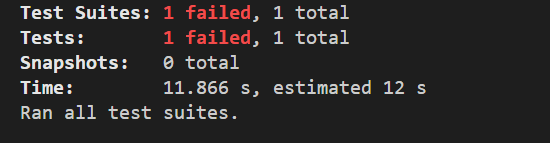 Test Suites: 1 failed, 1 total
Tests:       1 failed, 1 total
Snapshots:   0 total
Time:        11.866 s, estimated 12 s
Ran all test suites.